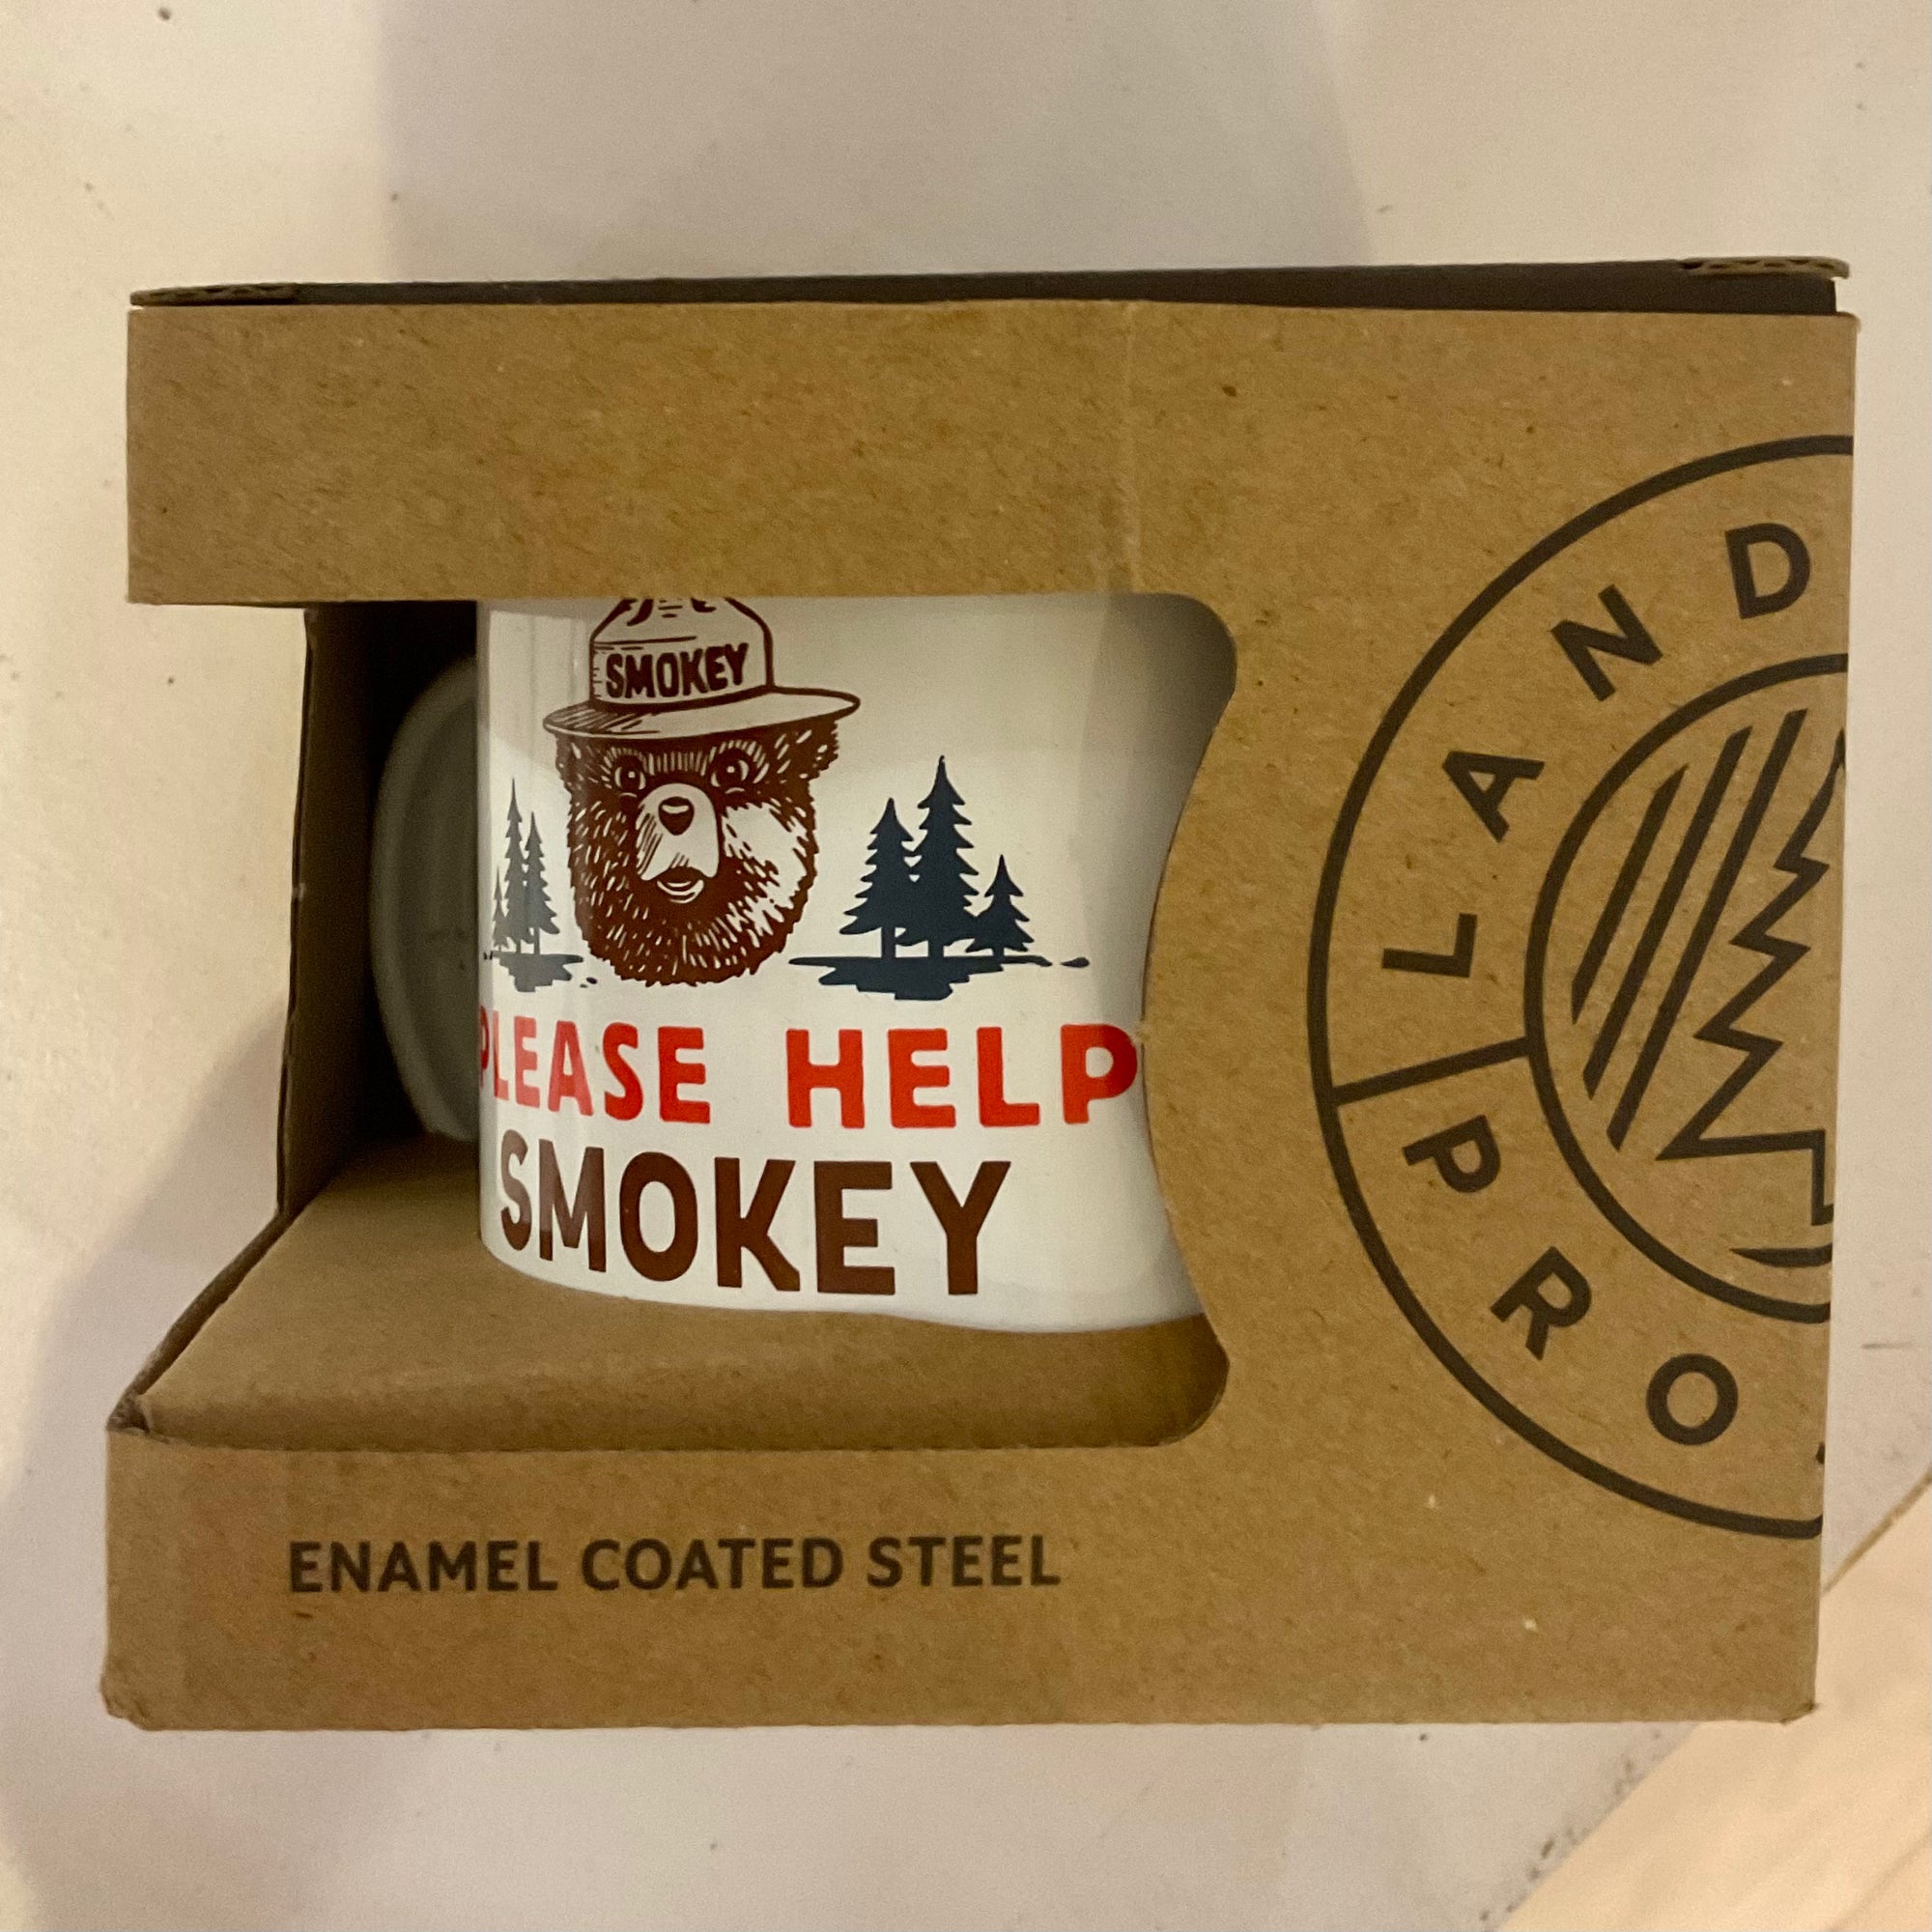 SMOKEY
PLEASE HELP
SMOKEY
LAND
PRO
ENAMEL COATED STEEL